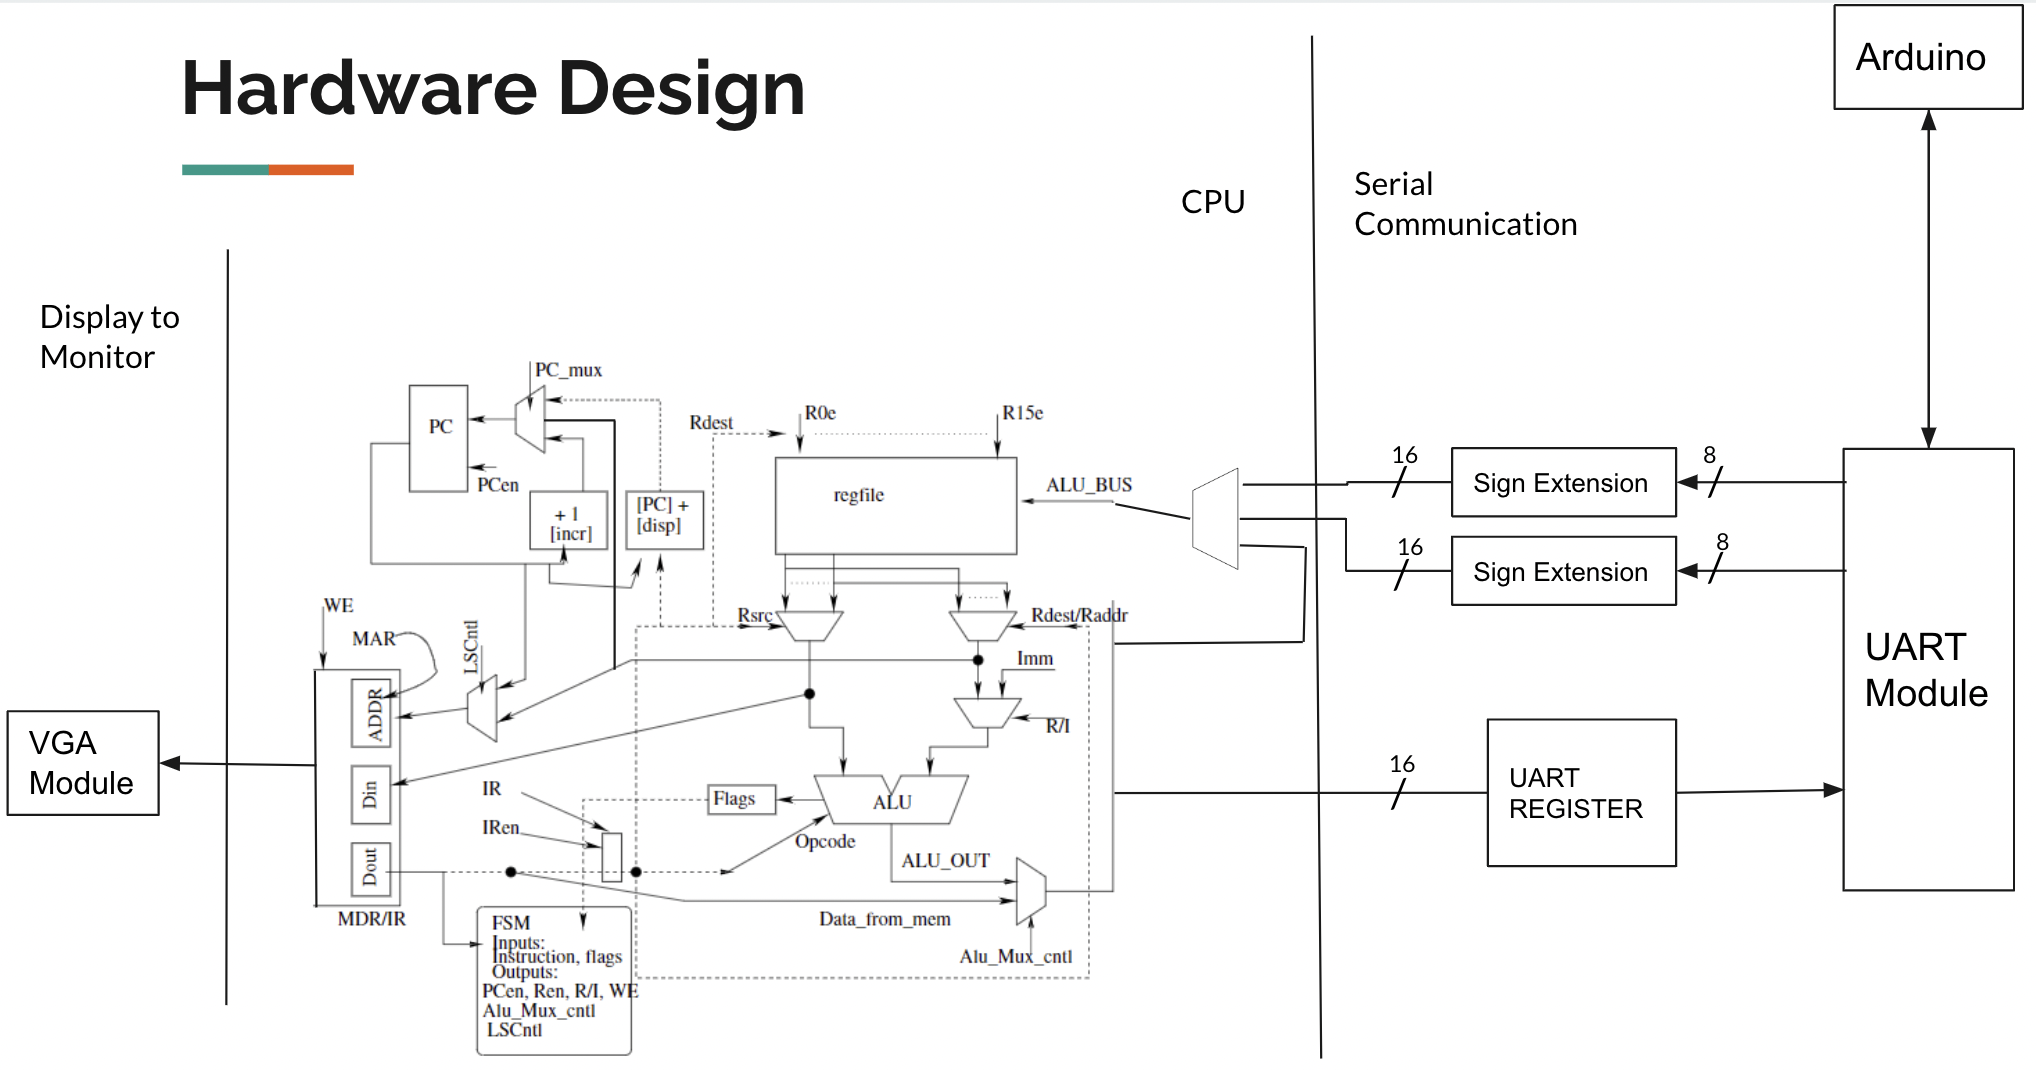 Hardware Design
Arduino
CPU
Serial
Communication
Display to
Monitor
PC_mux
PC
PCen
+ 1
[incr]
[PC] +
[disp]
Rdest
R0e
R15e
regfile
ALU_BUS
16
Sign Extension
8
16
Sign Extension
8
UART
Module
WE
MAR
LSCntl
Rsrc
Rdest/Raddr
Imm
R/I
ADDR
Din
Dout
MDR/IR
VGA
Module
IR
IRen
Flags
ALU
Opcode
ALU_OUT
Data_from_mem
Alu_Mux_cntl
16
UART
REGISTER
FSM
Inputs:
Instruction, flags
Outputs:
PCen, Ren, R/I, WE
Alu_Mux_cntl
LSCntl